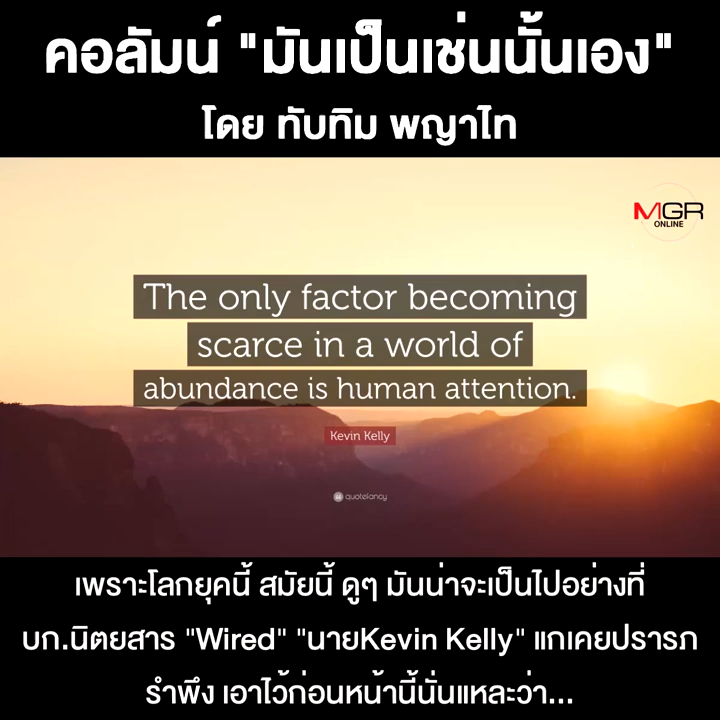 คอลัมน์ "มันเป็นเช่นนั้นเอง"
โดย ทับทิม พญาไท
MGR
ONLINE
The only factor becoming
scarce in a world of
abundance is human attention.
Kevin Kelly
quotefancy
เพราะโลกยุคนี้ สมัยนี้ ดูๆ มันน่าจะเป็นไปอย่างที่
บก.นิตยสาร "Wired" "นายKevin Kelly" แกเคยปรารภ
รำพึง เอาไว้ก่อนหน้านี้นั่นแหละว่า...